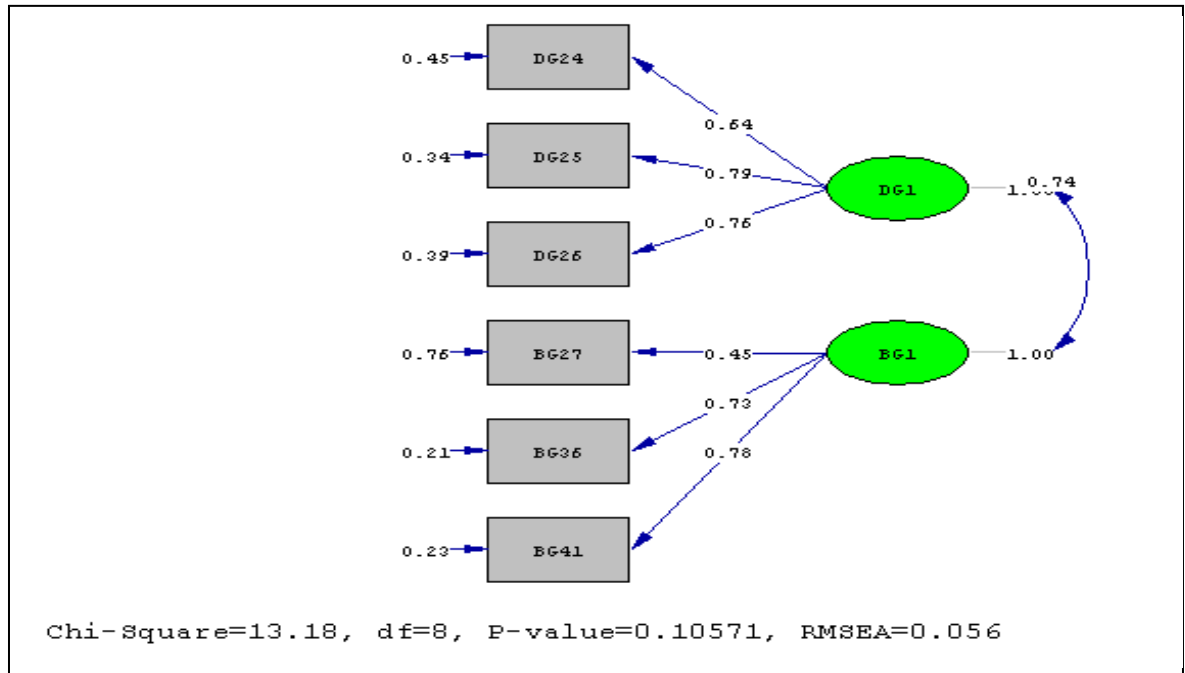 0.45 DG24
0.64
0.34 DG25
0.79
DG1 0.74
0.76
0.39 DG26
0.76 BG27 0.45 BG1 1.00
0.73
0.21 BG36 0.78
0.23 BG41
Chi-Square=13.18, df=8, P-value=0.10571, RMSEA=0.056